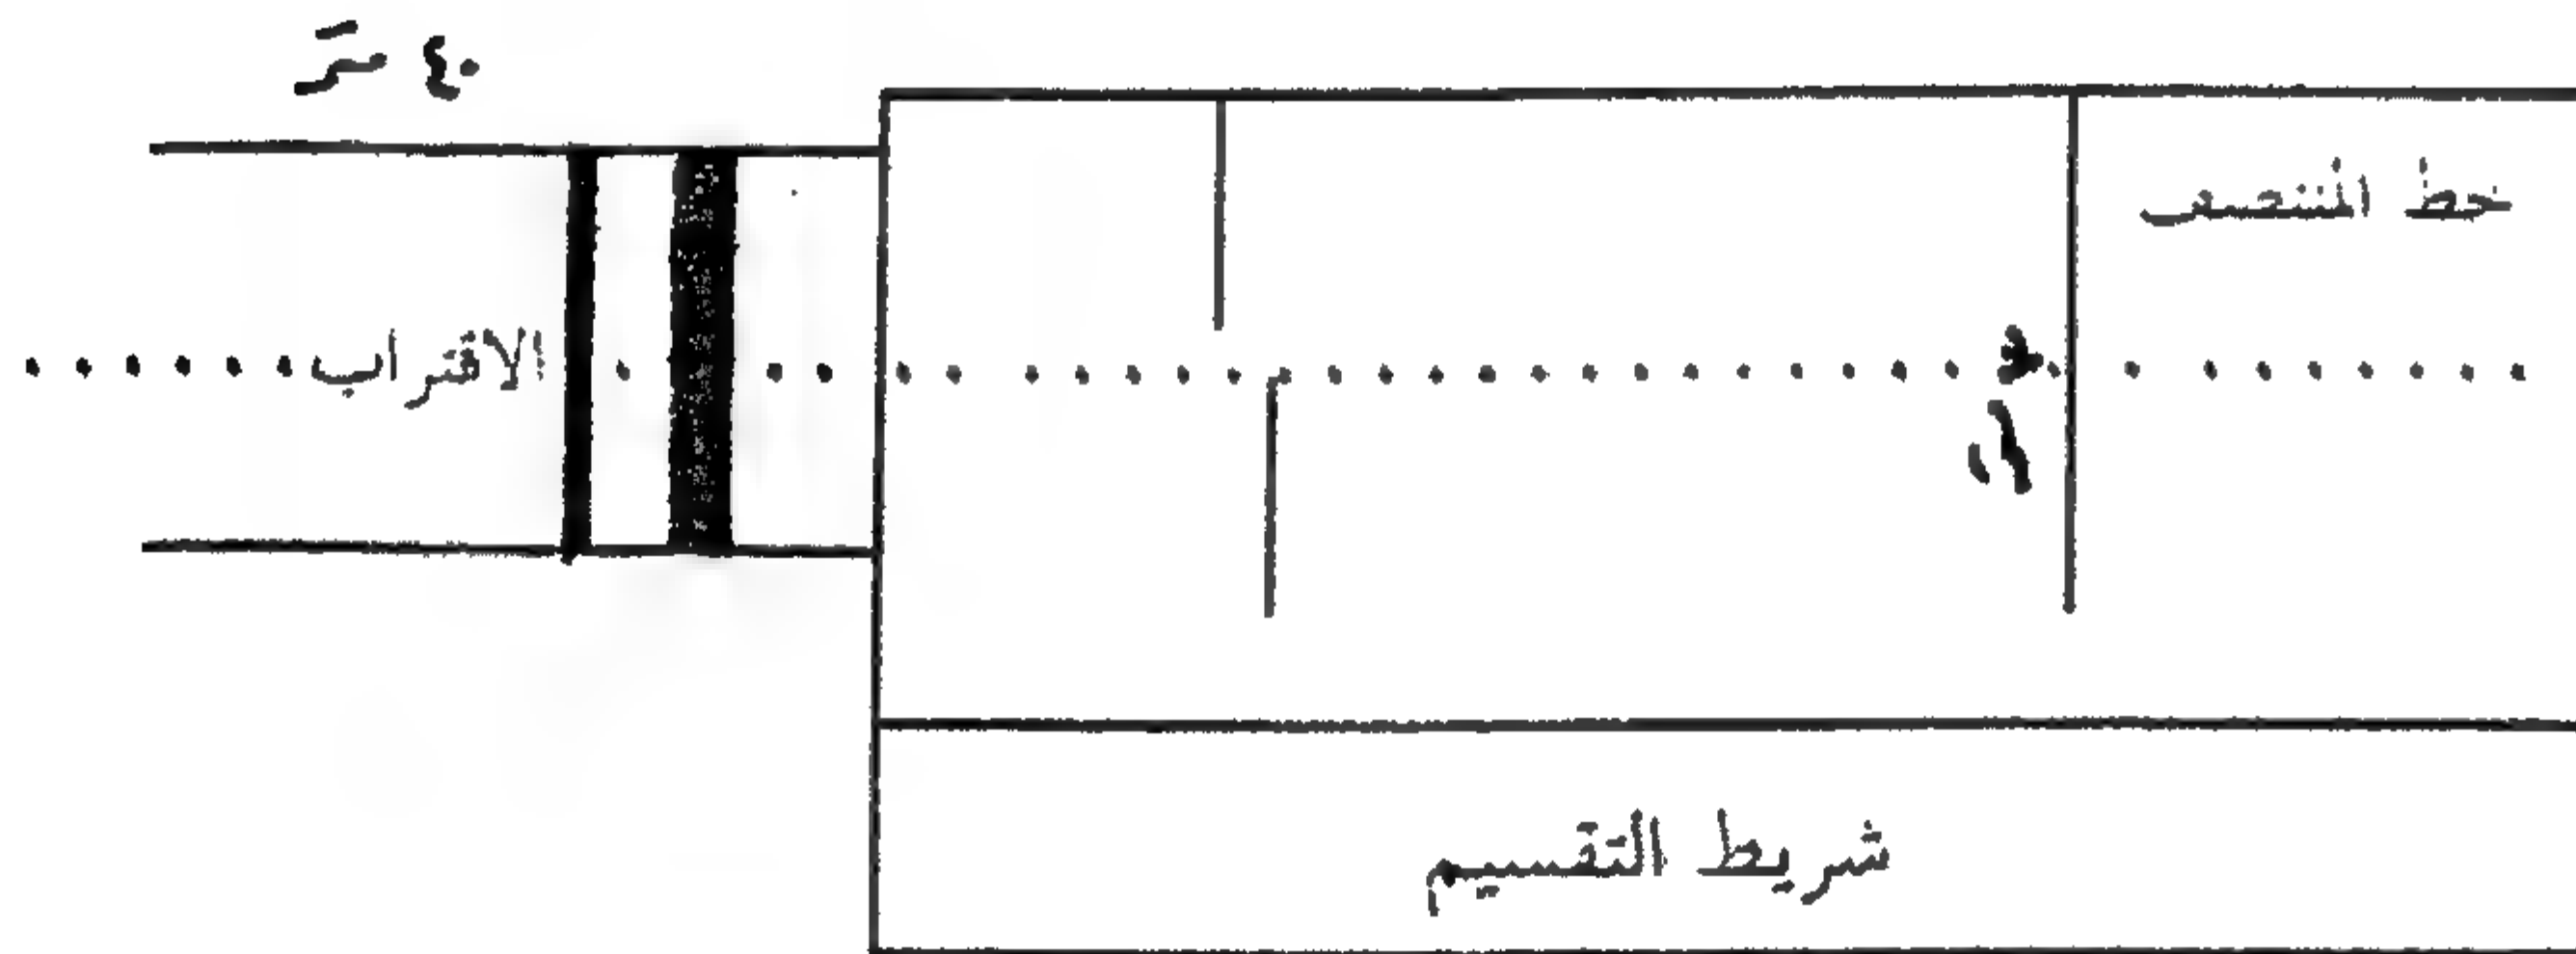 ٤٠ متر
خط المنتصف
الاقتراب
شريط التقسيم